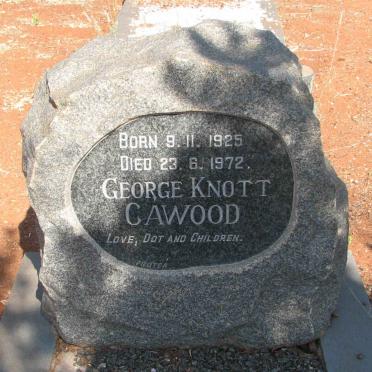 BORN 9. 11. 1925
DIED 23. 6. 1972.
GEORGE KNOTT
CAWOOD
LOVE, DOT AND CHILDREN.